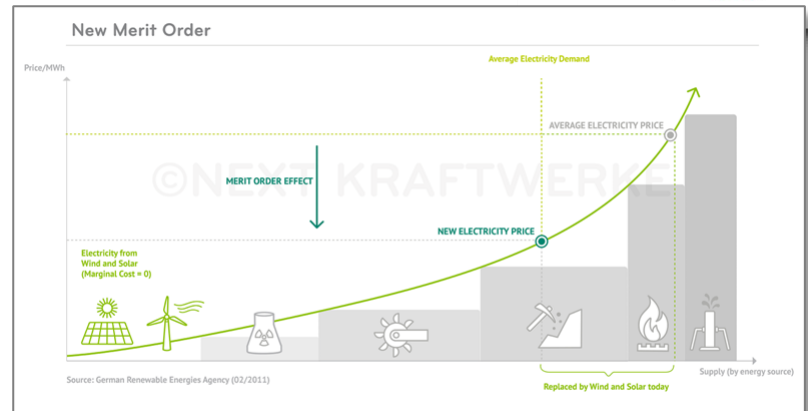 New Merit Order
Average Electricity Demand
Price/MWh
AVERAGE ELECTRICITY PRICE
©NEXT KRAFTWERKE
MERIT ORDER EFFECT
NEW ELECTRICITY PRICE
Electricity from
Wind and Solar
(Marginal Cost = 0)
Supply (by energy source)
Source: German Renewable Energies Agency (02/2011)
Replaced by Wind and Solar today